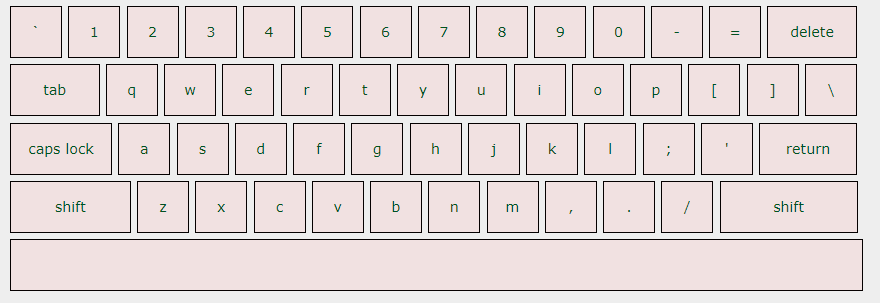 ` 1 2 3 4 5 6 7 8 9 0 - = delete
tab q w e r t y u i o p [ ] \
caps lock a s d f g h j k l ; ' return
shift z x c v b n m , . / shift